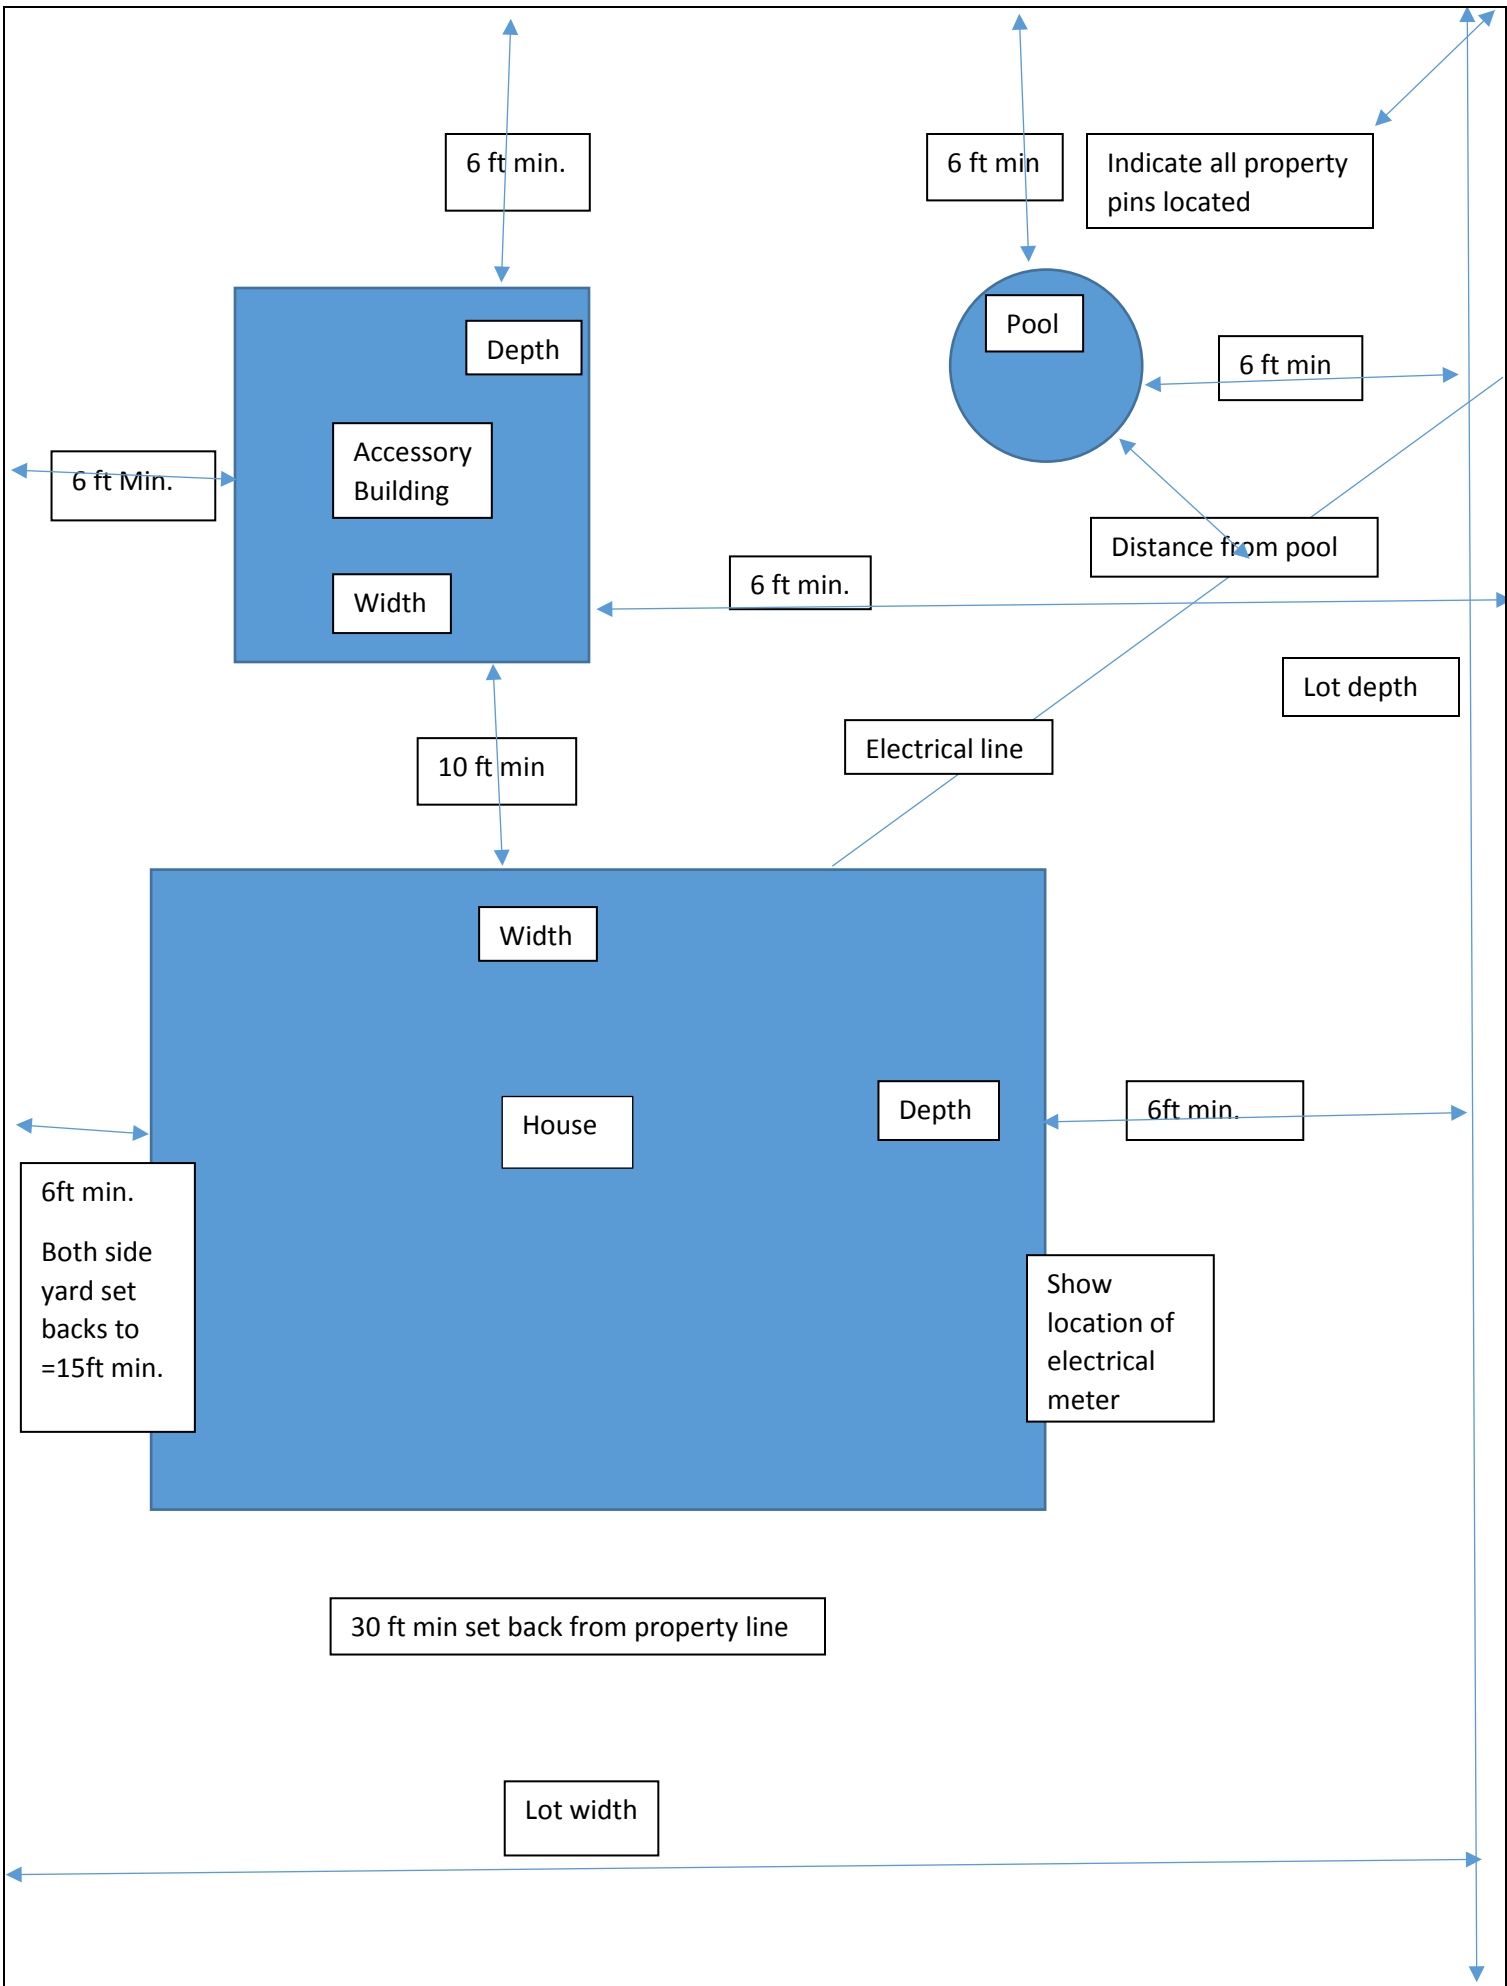 6 ft min.
6 ft min
Indicate all property
pins located
Depth
Pool
6 ft min
Accessory
Building
6 ft Min.
Distance from pool
6 ft min.
Width
Lot depth
Electrical line
10 ft min
Width
Depth
6ft min.
House
6ft min.
Both side
yard set
backs to
=15ft min.
Show
location of
electrical
meter
30 ft min set back from property line
Lot width